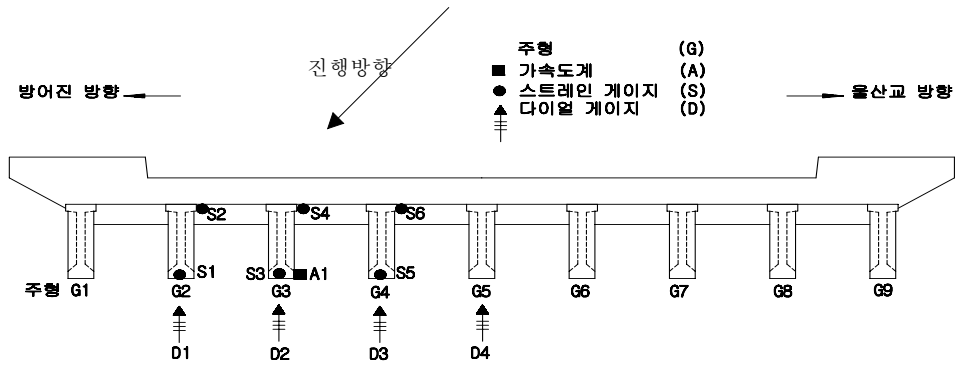 주형 (G)
진행방향
가속도계 (A)
방어진 방향
스트레인 게이지 (S)
울산교 방향
다이얼 게이지 (D)
S2 S4 S6
S1 S3 A1 S5
주형 G1 G2 G3 G4 G5 G6 G7 G8 G9
D1 D2 D3 D4